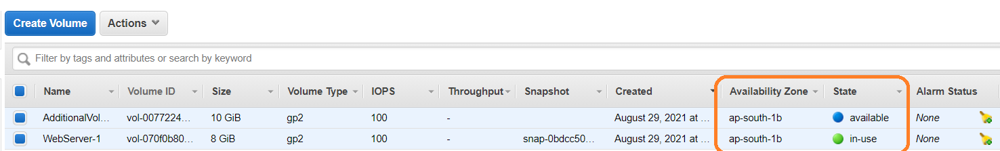 Create Volume Actions
Filter by tags and attributes or search by keyword
Name Volume ID Size Volume Type IOPS Throughput Snapshot Created Availability Zone State Alarm Status
AdditionalVol... vol-0077224... 10 GiB gp2 100 - August 29, 2021 at ... ap-south-1b available None
WebServer-1 vol-070f0b80... 8 GiB gp2 100 - snap-0bdcc50... August 29, 2021 at ... ap-south-1b in-use None